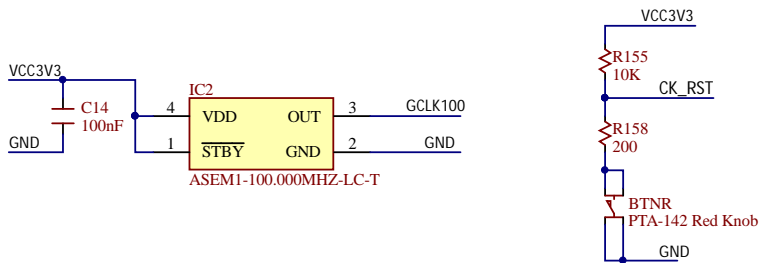 VCC3V3
C14
100nF
GND
IC2
4 VDD OUT 3 GCLK100
1 STBY GND 2 GND
ASEM1-100.000MHZ-LC-T
VCC3V3
R155
10K
CK_RST
R158
200
BTNR
PTA-142 Red Knob
GND